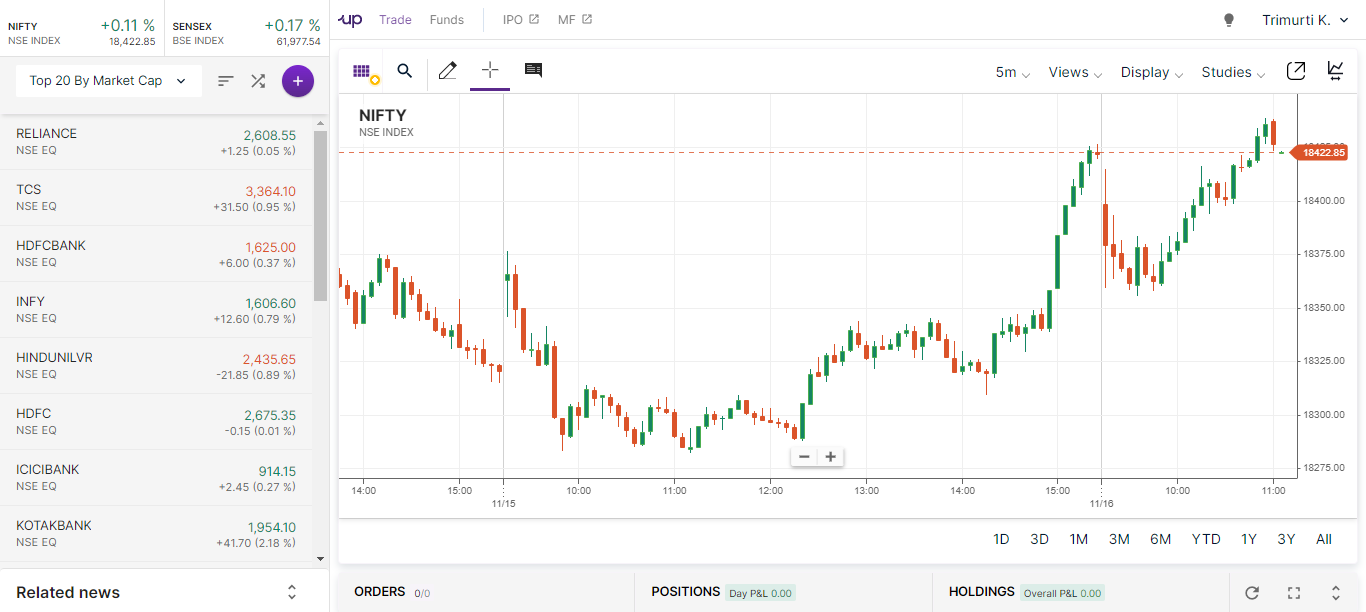 NIFTY +0.11 %
NSE INDEX 18,422.85
SENSEX +0.17 %
BSE INDEX 61,977.54
up Trade Funds IPO MF Trimurti K.
Top 20 By Market Cap
RELIANCE 2,608.55
NSE EQ +1.25 (0.05 %)
TCS 3,364.10
NSE EQ +31.50 (0.95 %)
HDFCBANK 1,625.00
NSE EQ +6.00 (0.37 %)
INFY 1,606.60
NSE EQ +12.60 (0.79 %)
HINDUNILVR 2,435.65
NSE EQ -21.85 (0.89 %)
HDFC 2,675.35
NSE EQ -0.15 (0.01 %)
ICICIBANK 914.15
NSE EQ +2.45 (0.27 %)
KOTAKBANK 1,954.10
NSE EQ +41.70 (2.18 %)
Related news
5m Views Display Studies
NIFTY
NSE INDEX
18422.85
18400.00
18375.00
18350.00
18325.00
18300.00
18275.00
14:00 15:00 10:00 11:00 12:00 13:00 14:00 15:00 10:00 11:00
11/15 11/16
1D 3D 1M 3M 6M YTD 1Y 3Y All
ORDERS 0/0 POSITIONS Day P&L 0.00 HOLDINGS Overall P&L 0.00